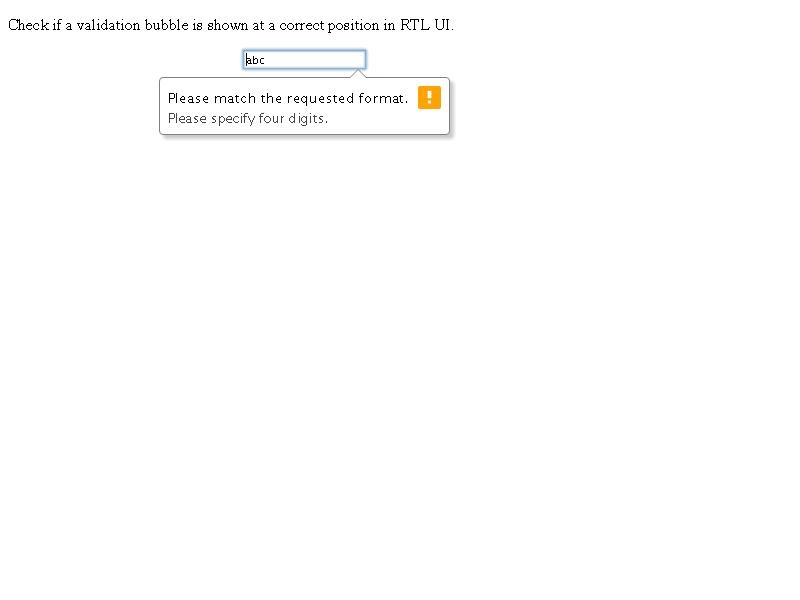 Check if a validation bubble is shown at a correct position in RTL UI.
abc
Please match the requested format.
Please specify four digits.